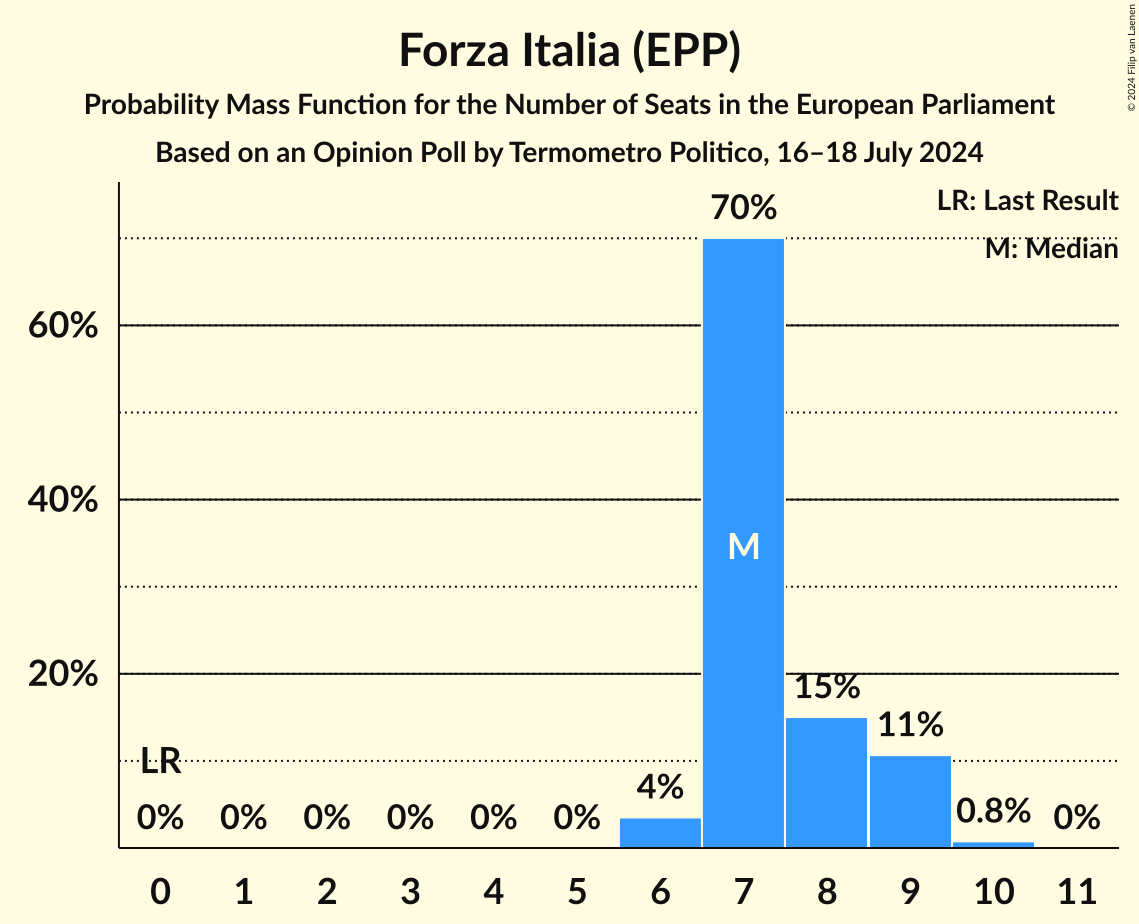 Forza Italia (EPP)
Probability Mass Function for the Number of Seats in the European Parliament
Based on an Opinion Poll by Termometro Politico, 16–18 July 2024
© 2024 Filip van Laenen
LR: Last Result
M: Median
70%
60%
40%
M
20%
15%
11%
LR
4%
0.8%
0% 0% 0% 0% 0% 0% 0%
0 1 2 3 4 5 6 7 8 9 10 11